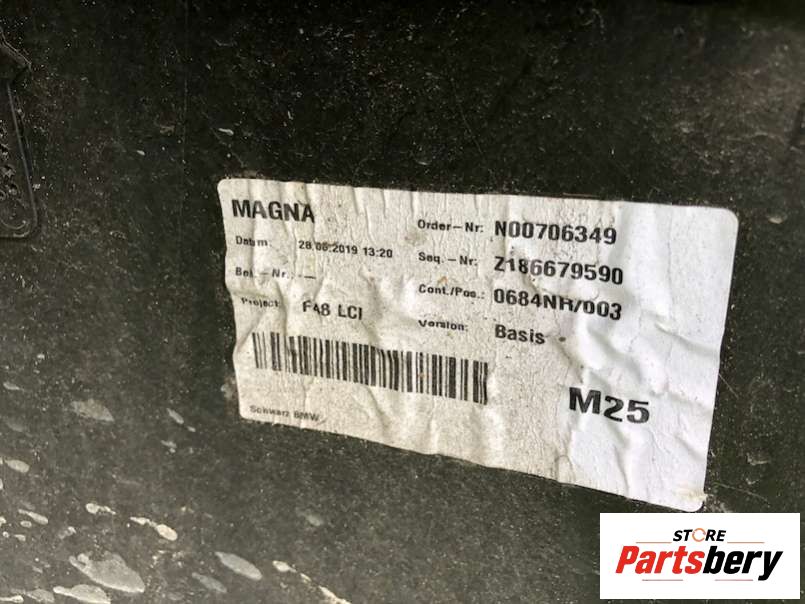 MAGNA
Order-Nr: N00706349
Datum: 28 06 2019 13:20
Seq.-Nr: Z186679590
Bel.-Nr: --
Cont./Pos.: 0684NR/003
Project: F48 LCI
Version: Basis
M25
Schwarz BMW
STORE
Partsbery